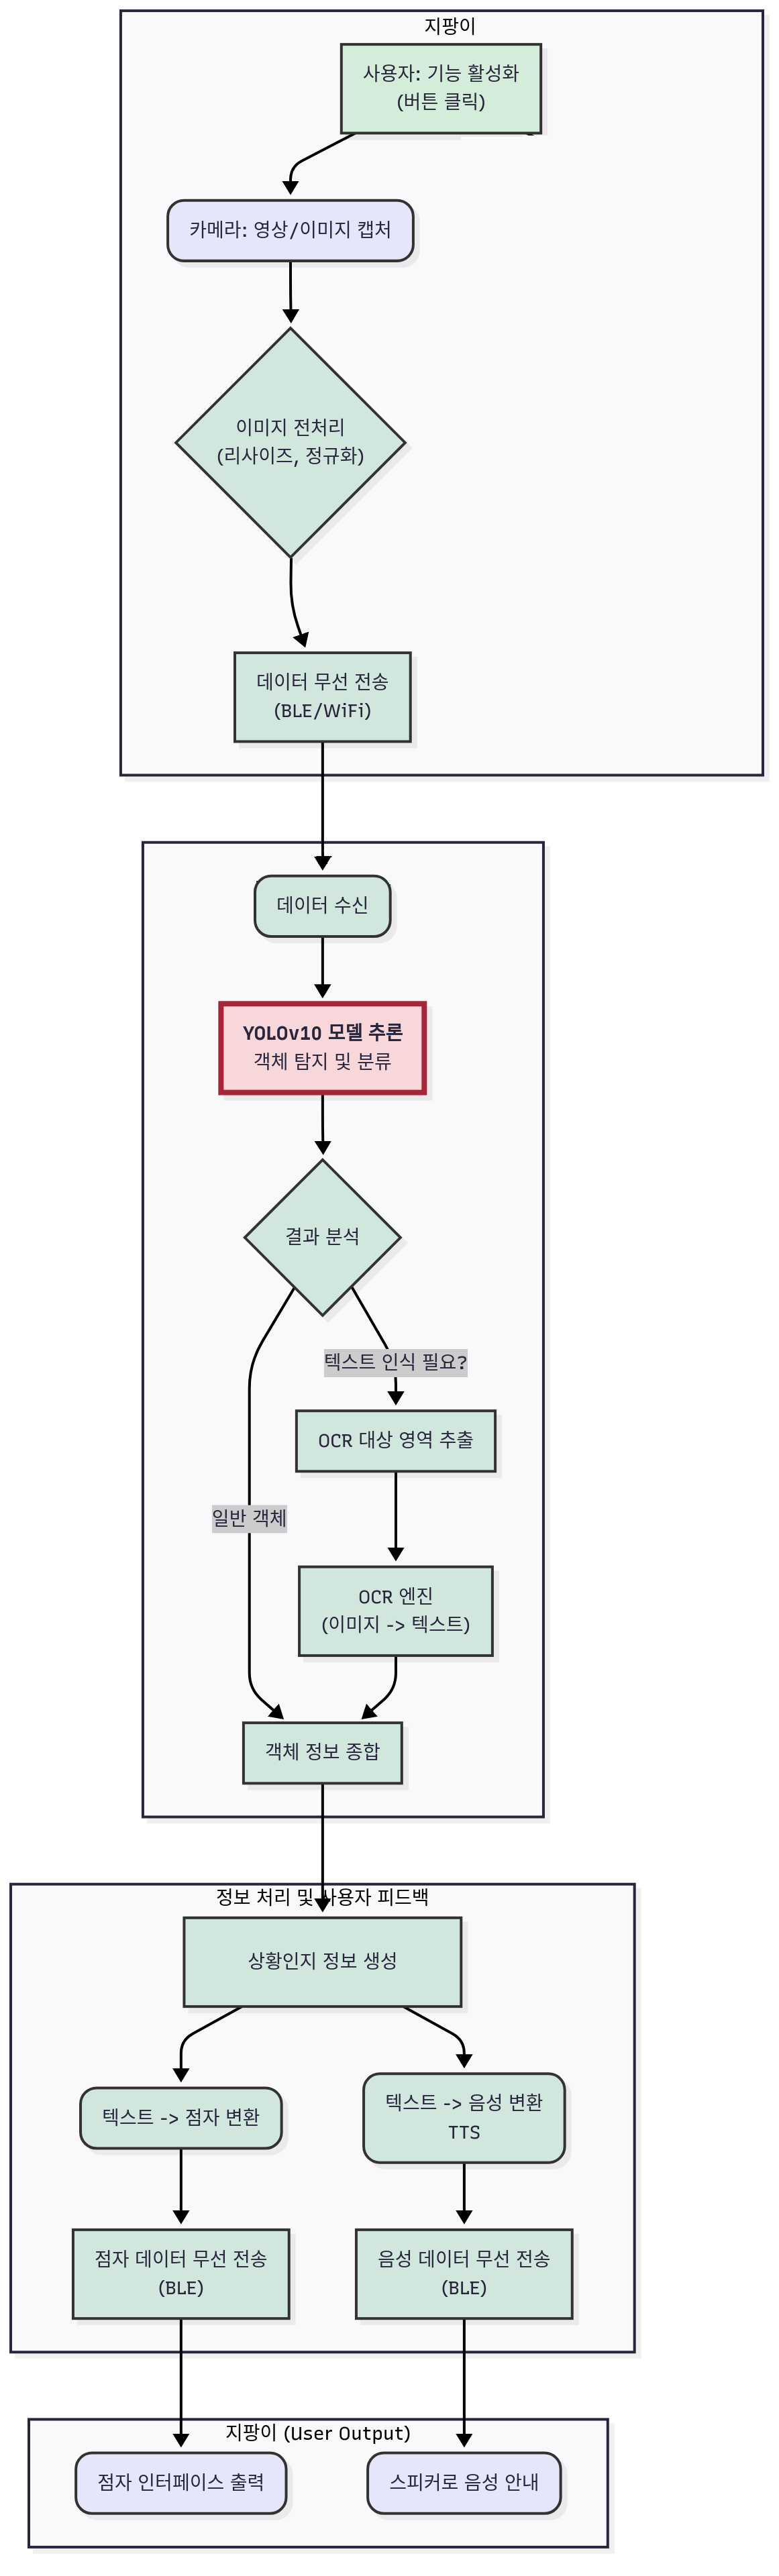 지팡이
사용자: 기능 활성화
(버튼 클릭)
카메라: 영상/이미지 캡처
이미지 전처리
(리사이즈, 정규화)
데이터 무선 전송
(BLE/WiFi)
데이터 수신
YOLOv10 모델 추론
객체 탐지 및 분류
결과 분석
텍스트 인식 필요?
OCR 대상 영역 추출
일반 객체
OCR 엔진
(이미지 -> 텍스트)
객체 정보 종합
정보 처리 및 사용자 피드백
상황인지 정보 생성
텍스트 -> 점자 변환
텍스트 -> 음성 변환
TTS
점자 데이터 무선 전송
(BLE)
음성 데이터 무선 전송
(BLE)
지팡이 (User Output)
점자 인터페이스 출력
스피커로 음성 안내